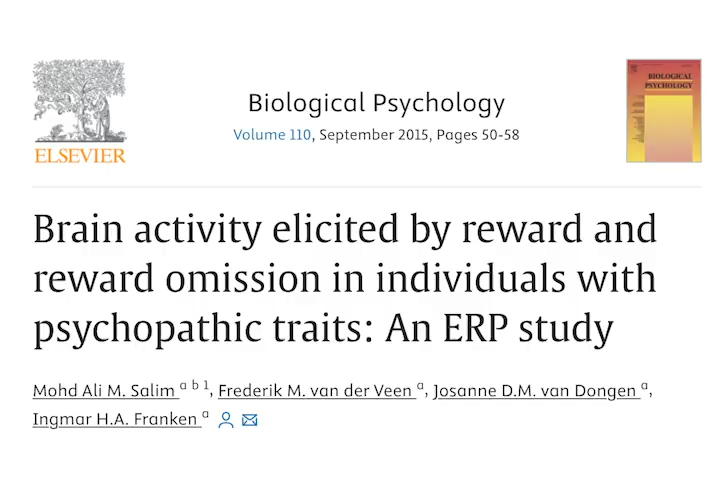 Biological Psychology
Volume 110, September 2015, Pages 50-58
ELSEVIER
BIOLOGICAL
PSYCHOLOGY
Brain activity elicited by reward and
reward omission in individuals with
psychopathic traits: An ERP study
Mohd Ali M. Salim a b 1, Frederik M. van der Veen a, Josanne D.M. van Dongen a,
Ingmar H.A. Franken a